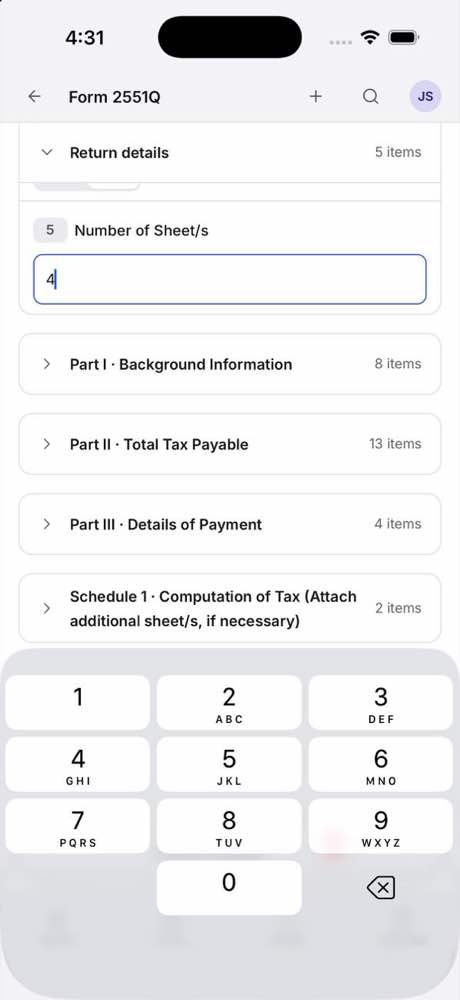 4:31
Form 2551Q
JS
Return details
5 items
5
Number of Sheet/s
4
Part I · Background Information
8 items
Part II · Total Tax Payable
13 items
Part III · Details of Payment
4 items
Schedule 1 · Computation of Tax (Attach
additional sheet/s, if necessary)
2 items
1
2
ABC
3
DEF
4
GHI
5
JKL
6
MNO
7
PQRS
8
TUV
9
WXYZ
0